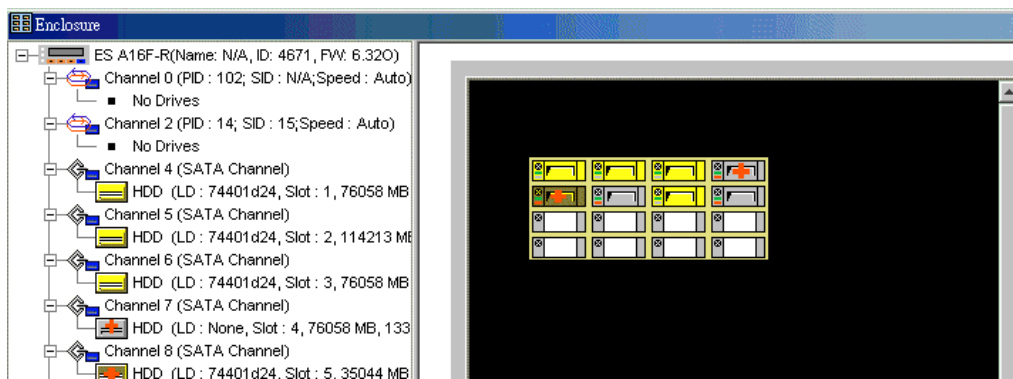 Enclosure
ES A16F-R(Name: N/A, ID: 4671, FW: 6.32O)
Channel 0 (PID : 102; SID : N/A;Speed : Auto)
No Drives
Channel 2 (PID : 14; SID : 15;Speed : Auto)
No Drives
Channel 4 (SATA Channel)
HDD (LD : 74401d24, Slot : 1, 76058 MB
Channel 5 (SATA Channel)
HDD (LD : 74401d24, Slot : 2, 114213 MB
Channel 6 (SATA Channel)
HDD (LD : 74401d24, Slot : 3, 76058 MB
Channel 7 (SATA Channel)
HDD (LD : None, Slot : 4, 76058 MB, 133
Channel 8 (SATA Channel)
HDD (LD : 74401d24, Slot : 5, 35044 MB